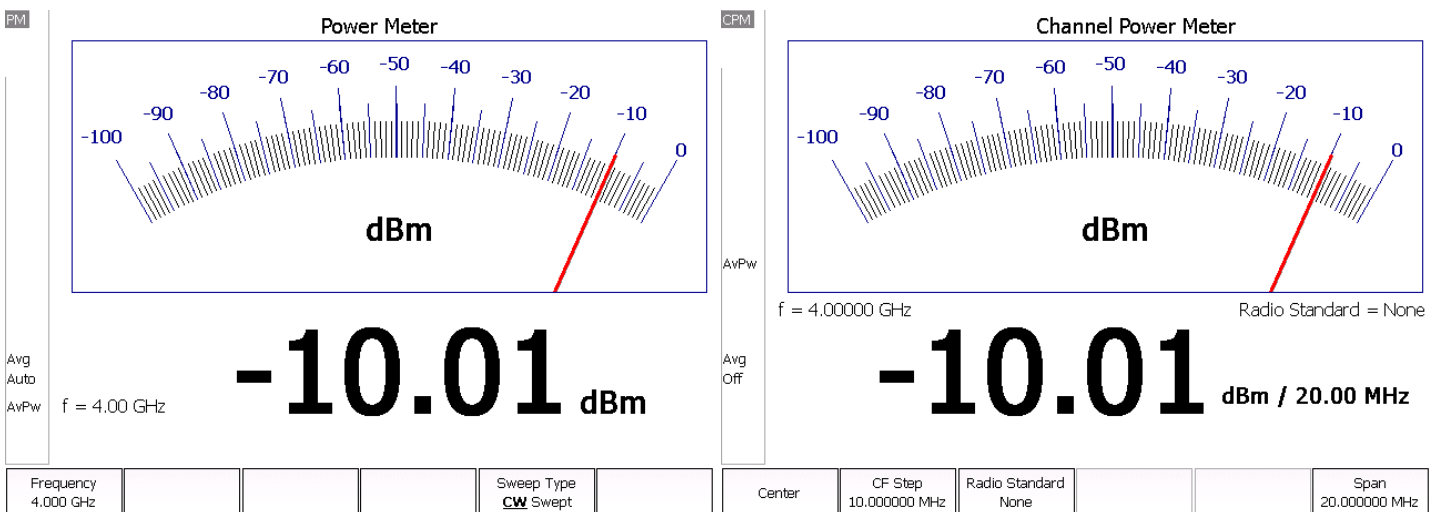 PM
Power Meter
-100
-90
-80
-70
-60
-50
-40
-30
-20
-10
0
dBm
Avg
Auto
AvPw
f = 4.00 GHz
-10.01 dBm
Frequency
4.000 GHz
Sweep Type
CW Swept
CPM
Channel Power Meter
-100
-90
-80
-70
-60
-50
-40
-30
-20
-10
0
dBm
AvPw
f = 4.00000 GHz
Radio Standard = None
Avg
Off
-10.01 dBm / 20.00 MHz
Center
CF Step
10.000000 MHz
Radio Standard
None
Span
20.000000 MHz